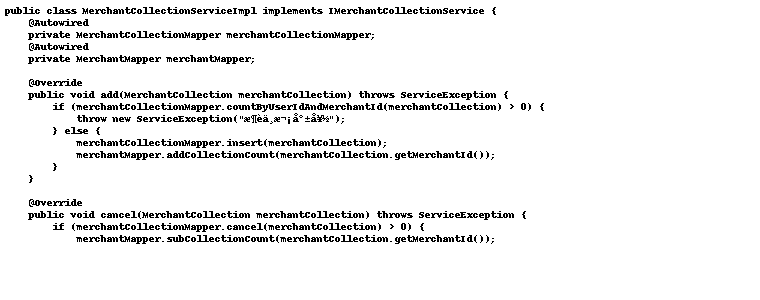 public class MerchantCollectionServiceImpl implements IMerchantCollectionService {
@Autowired
private MerchantCollectionMapper merchantCollectionMapper;
@Autowired
private MerchantMapper merchantMapper;
@Override
public void add(MerchantCollection merchantCollection) throws ServiceException {
if (merchantCollectionMapper.countByUserIdAndMerchantId(merchantCollection) > 0) {
throw new ServiceException("");
} else {
merchantCollectionMapper.insert(merchantCollection);
merchantMapper.addCollectionCount(merchantCollection.getMerchantId());
}
}
@Override
public void cancel(MerchantCollection merchantCollection) throws ServiceException {
if (merchantCollectionMapper.cancel(merchantCollection) > 0) {
merchantMapper.subCollectionCount(merchantCollection.getMerchantId());